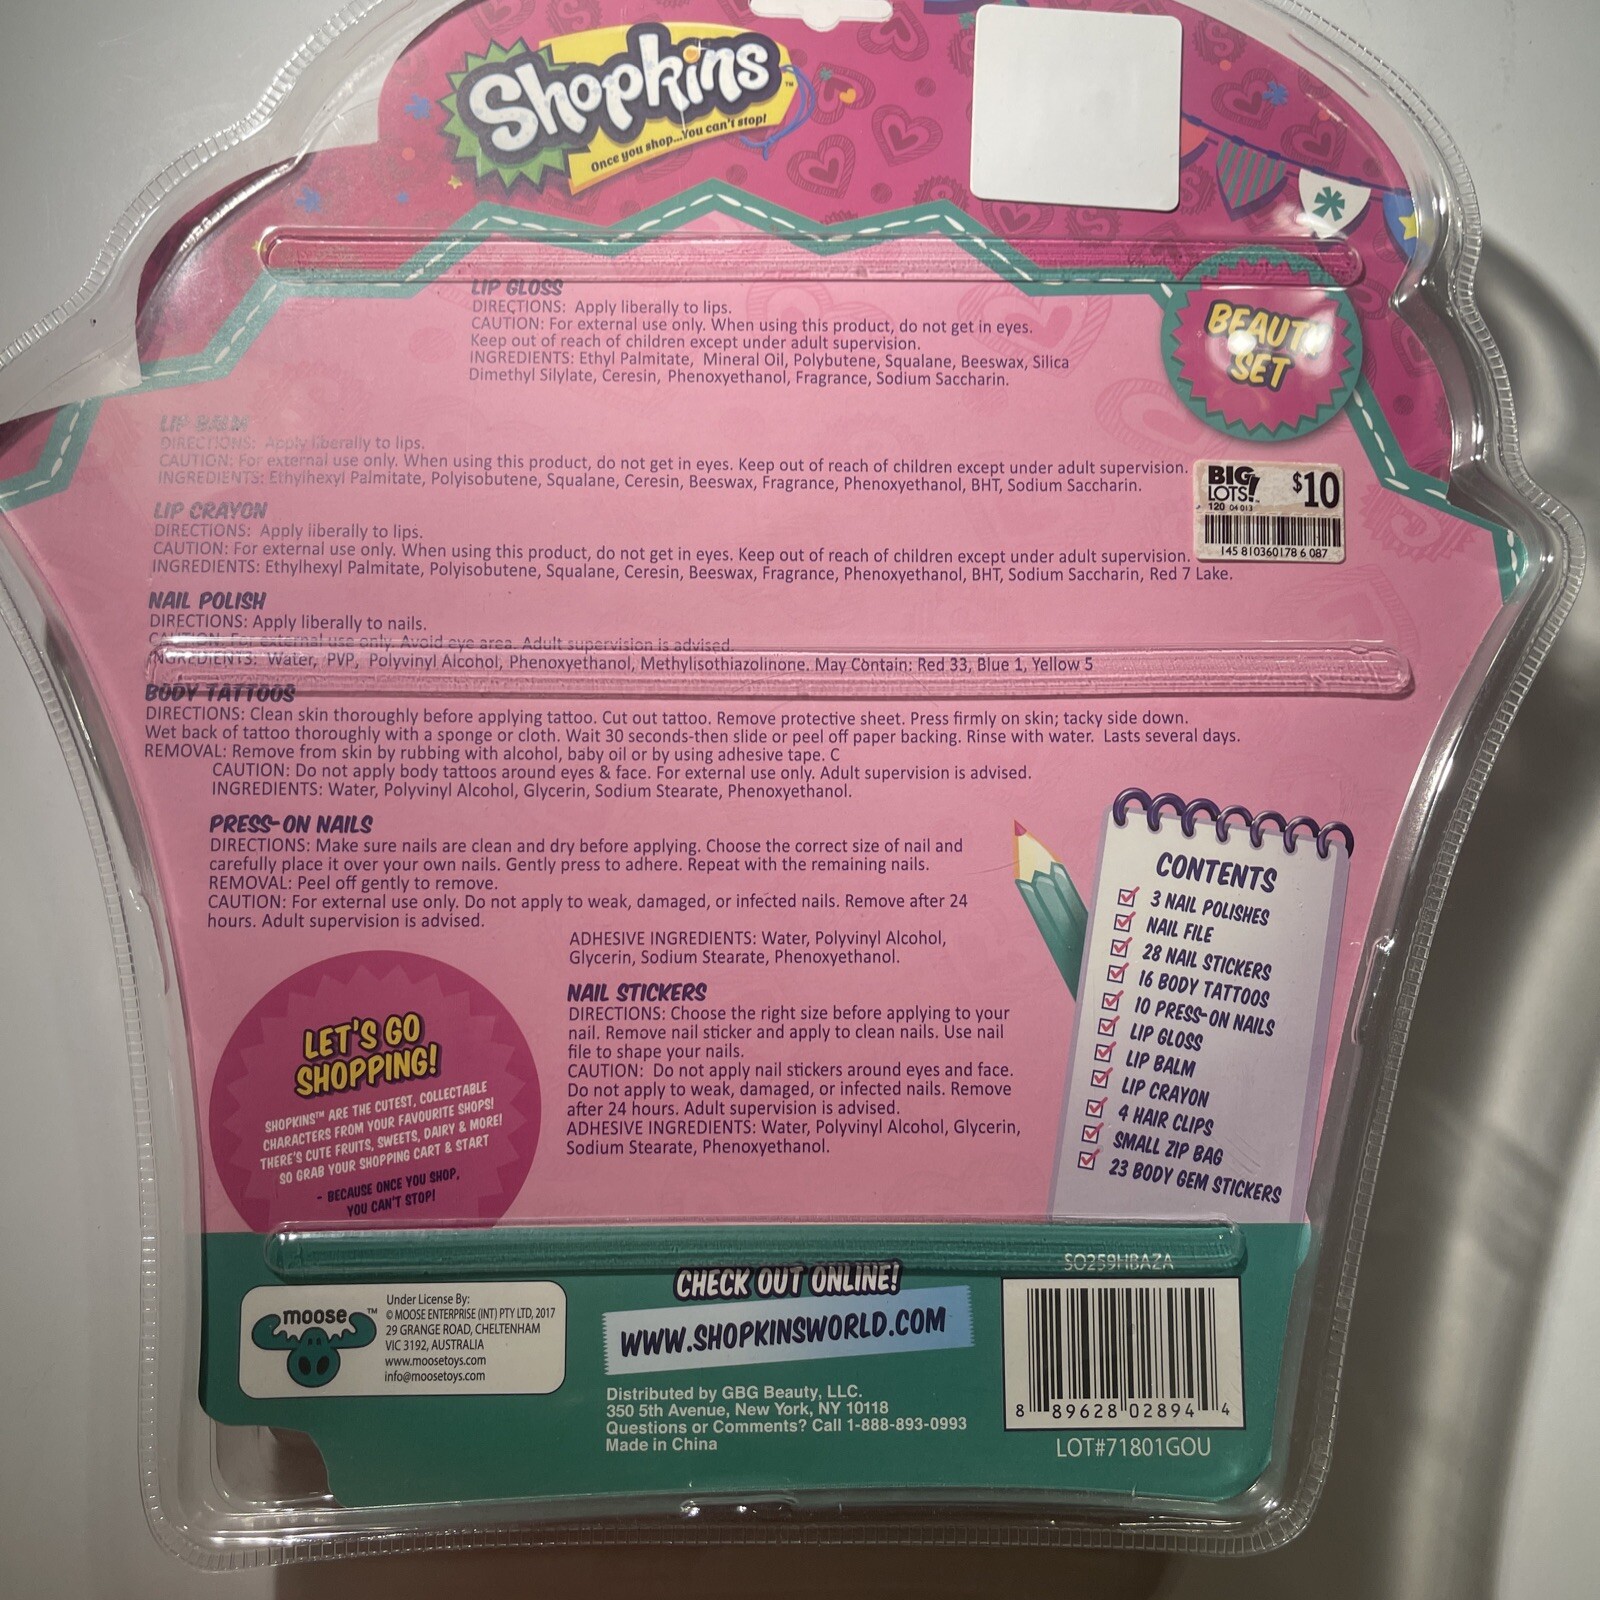 Shopkins™
Once you shop...You can't stop!
BEAUTY
SET
LIP GLOSS
DIRECTIONS: Apply liberally to lips.
CAUTION: For external use only. When using this product, do not get in eyes.
Keep out of reach of children except under adult supervision.
INGREDIENTS: Ethyl Palmitate, Mineral Oil, Polybutene, Squalane, Beeswax, Silica
Dimethyl Silylate, Ceresin, Phenoxyethanol, Fragrance, Sodium Saccharin.
LIP BALM
DIRECTIONS: Apply liberally to lips.
CAUTION: For external use only. When using this product, do not get in eyes. Keep out of reach of children except under adult supervision.
INGREDIENTS: Ethylhexyl Palmitate, Polyisobutene, Squalane, Ceresin, Beeswax, Fragrance, Phenoxyethanol, BHT, Sodium Saccharin.
BIG LOTS! $10
120 04 013
145 810360178 6 087
LIP CRAYON
DIRECTIONS: Apply liberally to lips.
CAUTION: For external use only. When using this product, do not get in eyes. Keep out of reach of children except under adult supervision.
INGREDIENTS: Ethylhexyl Palmitate, Polyisobutene, Squalane, Ceresin, Beeswax, Fragrance, Phenoxyethanol, BHT, Sodium Saccharin, Red 7 Lake.
NAIL POLISH
DIRECTIONS: Apply liberally to nails.
CAUTION: For external use only. Avoid eye area. Adult supervision is advised.
INGREDIENTS: Water, PVP, Polyvinyl Alcohol, Phenoxyethanol, Methylisothiazolinone. May Contain: Red 33, Blue 1, Yellow 5
BODY TATTOOS
DIRECTIONS: Clean skin thoroughly before applying tattoo. Cut out tattoo. Remove protective sheet. Press firmly on skin; tacky side down.
Wet back of tattoo thoroughly with a sponge or cloth. Wait 30 seconds-then slide or peel off paper backing. Rinse with water. Lasts several days.
REMOVAL: Remove from skin by rubbing with alcohol, baby oil or by using adhesive tape. C
CAUTION: Do not apply body tattoos around eyes & face. For external use only. Adult supervision is advised.
INGREDIENTS: Water, Polyvinyl Alcohol, Glycerin, Sodium Stearate, Phenoxyethanol.
PRESS-ON NAILS
DIRECTIONS: Make sure nails are clean and dry before applying. Choose the correct size of nail and
carefully place it over your own nails. Gently press to adhere. Repeat with the remaining nails.
REMOVAL: Peel off gently to remove.
CAUTION: For external use only. Do not apply to weak, damaged, or infected nails. Remove after 24
hours. Adult supervision is advised.
ADHESIVE INGREDIENTS: Water, Polyvinyl Alcohol,
Glycerin, Sodium Stearate, Phenoxyethanol.
NAIL STICKERS
DIRECTIONS: Choose the right size before applying to your
nail. Remove nail sticker and apply to clean nails. Use nail
file to shape your nails.
CAUTION: Do not apply nail stickers around eyes and face.
Do not apply to weak, damaged, or infected nails. Remove
after 24 hours. Adult supervision is advised.
ADHESIVE INGREDIENTS: Water, Polyvinyl Alcohol, Glycerin,
Sodium Stearate, Phenoxyethanol.
CONTENTS
3 NAIL POLISHES
NAIL FILE
28 NAIL STICKERS
16 BODY TATTOOS
10 PRESS-ON NAILS
LIP GLOSS
LIP BALM
LIP CRAYON
4 HAIR CLIPS
SMALL ZIP BAG
23 BODY GEM STICKERS
LET'S GO
SHOPPING!
SHOPKINS™ ARE THE CUTEST, COLLECTABLE
CHARACTERS FROM YOUR FAVOURITE SHOPS!
THERE'S CUTE FRUITS, SWEETS, DAIRY & MORE!
SO GRAB YOUR SHOPPING CART & START
- BECAUSE ONCE YOU SHOP,
YOU CAN'T STOP!
moose™
Under License By:
© MOOSE ENTERPRISE (INT) PTY LTD, 2017
29 GRANGE ROAD, CHELTENHAM
VIC 3192, AUSTRALIA
www.moosetoys.com
info@moosetoys.com
CHECK OUT ONLINE!
WWW.SHOPKINSWORLD.COM
Distributed by GBG Beauty, LLC.
350 5th Avenue, New York, NY 10118
Questions or Comments? Call 1-888-893-0993
Made in China
SO259HBAZA
8 89628 02894 4
LOT#71801GOU